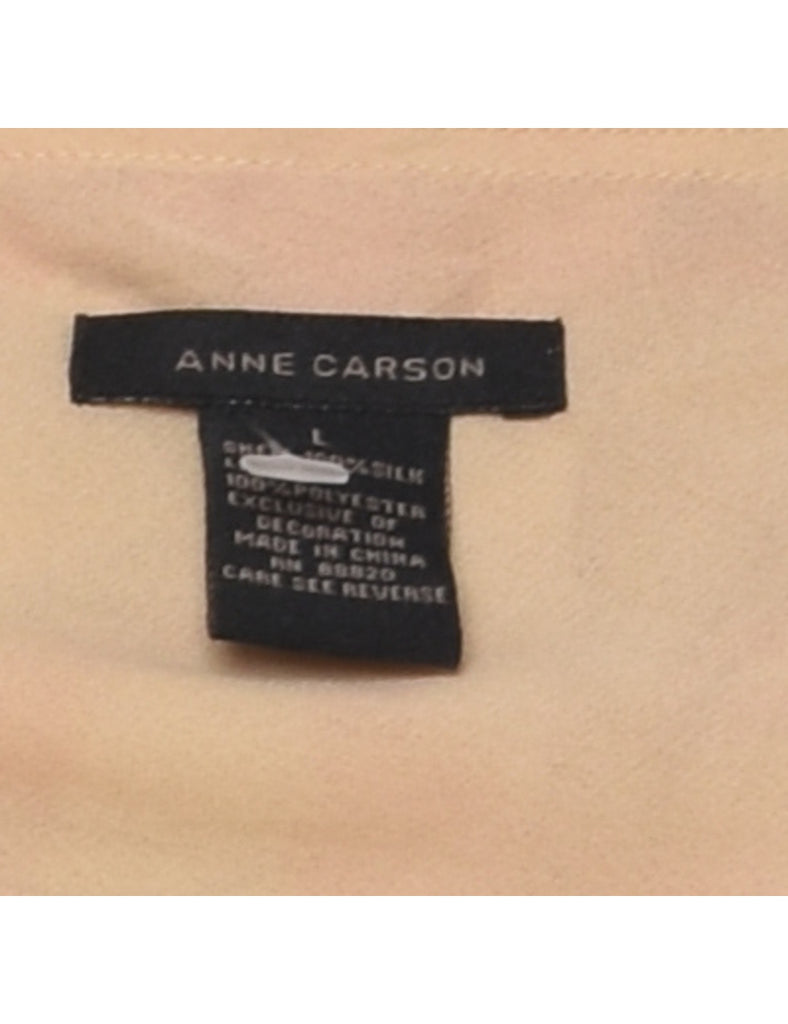 ANNE CARSON
L
100%SILK
100%POLYESTER
EXCLUSIVE OF
DECORATION
MADE IN CHINA
RN 88820
CARE SEE REVERSE